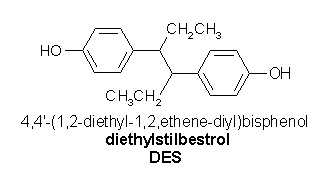 CH₂CH₃
HO
OH
CH₃CH₂
4,4'-(1,2-diethyl-1,2,ethene-diyl)bisphenol
diethylstilbestrol
DES